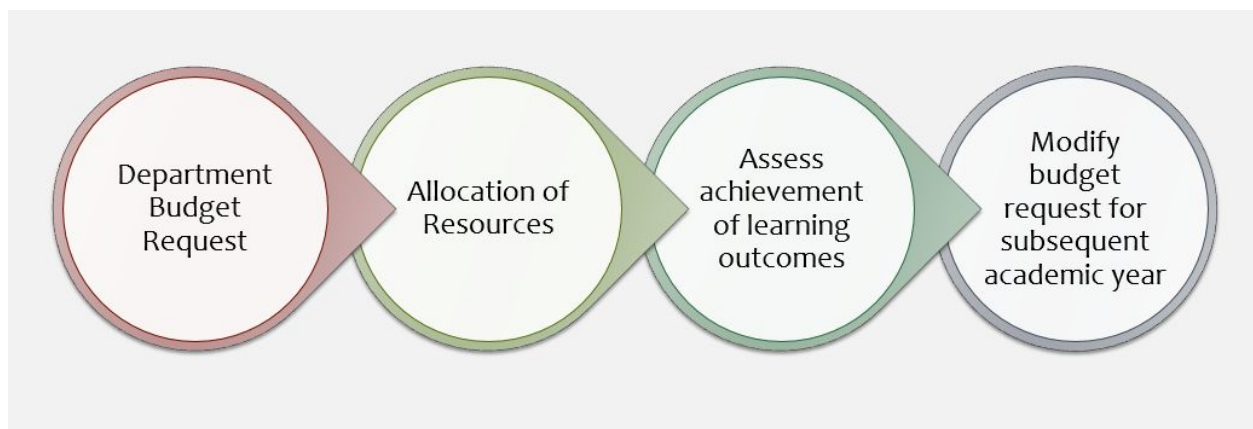 Department
Budget
Request
Allocation of
Resources
Assess
achievement
of learning
outcomes
Modify
budget
request for
subsequent
academic year